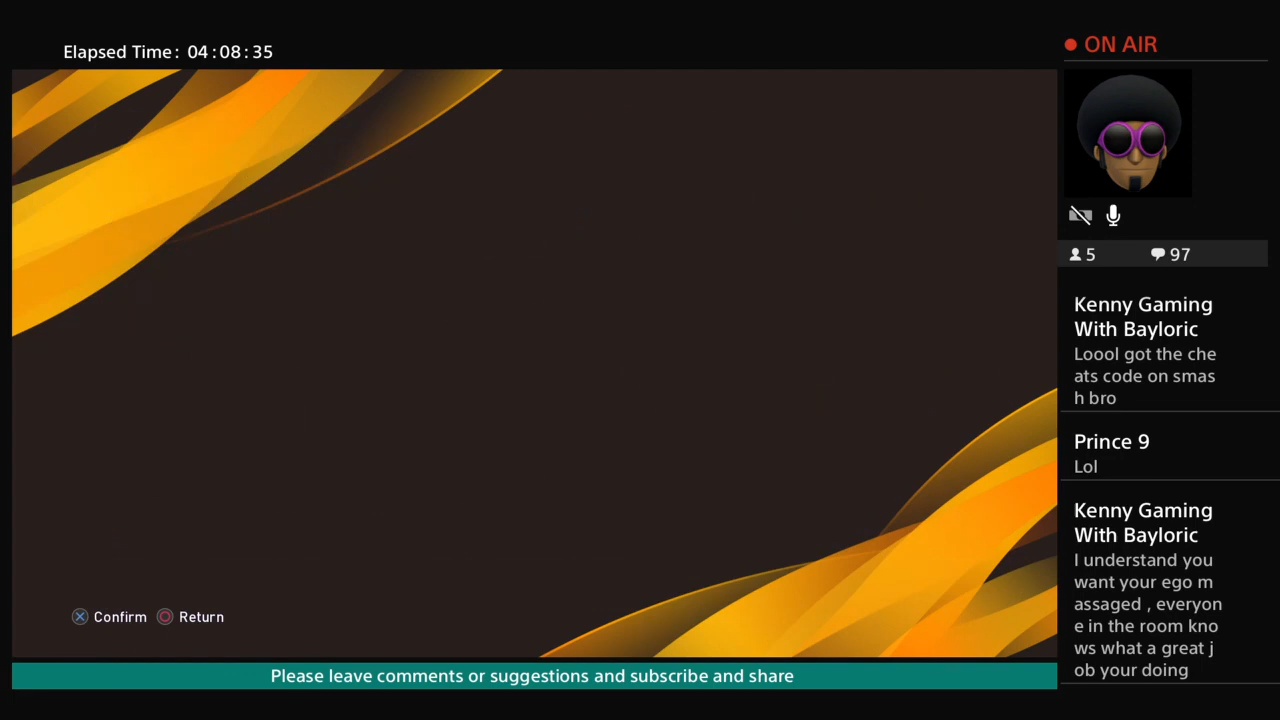 Elapsed Time: 04:08:35
ON AIR
5 97
Kenny Gaming
With Bayloric
Loool got the che
ats code on smas
h bro
Prince 9
Lol
Kenny Gaming
With Bayloric
I understand you
want your ego m
assaged , everyon
e in the room kno
ws what a great j
ob your doing
Confirm Return
Please leave comments or suggestions and subscribe and share